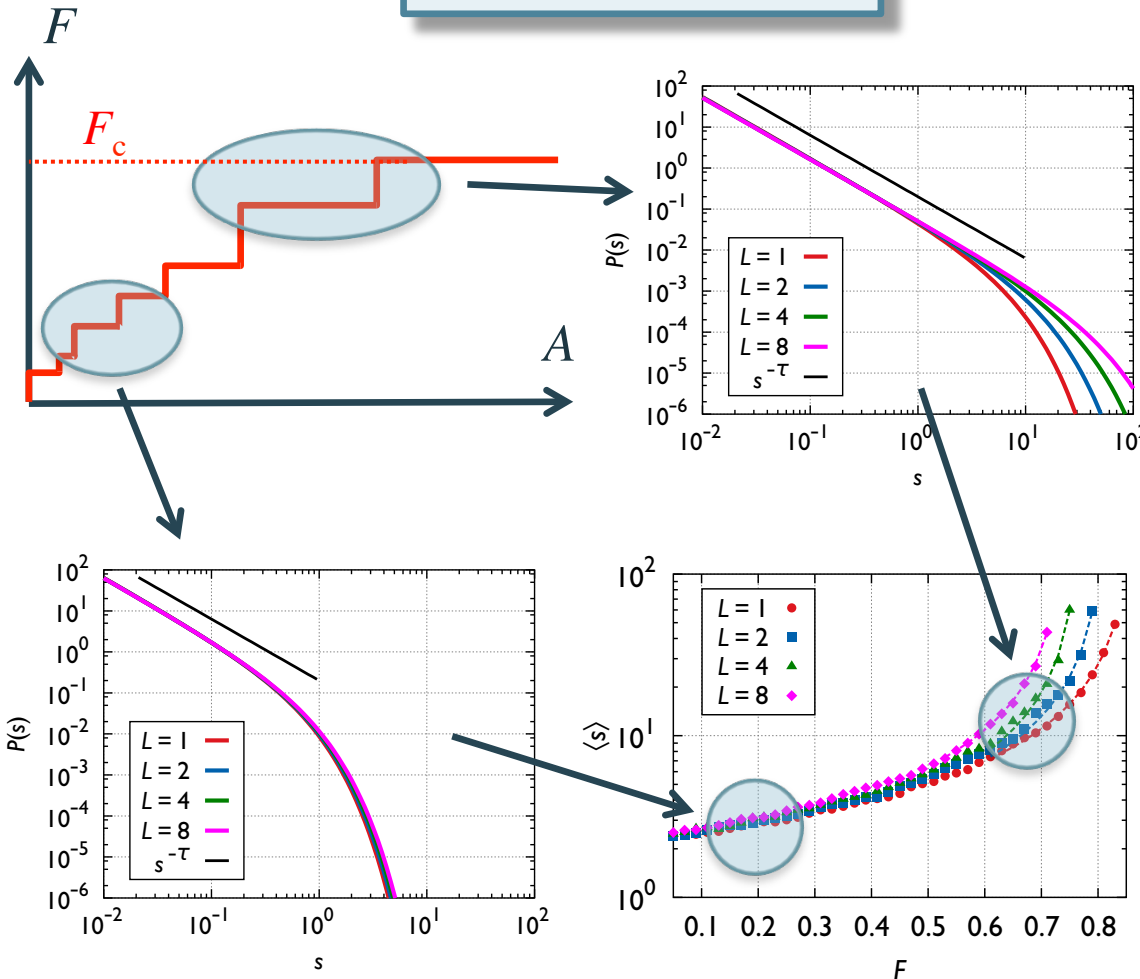 F
F_c
A
10^2
10^1
10^0
10^-1
10^-2
10^-3
10^-4
10^-5
10^-6
P(s)
L = 1
L = 2
L = 4
L = 8
s^-τ
10^-2 10^-1 10^0 10^1 10^2
s
10^2
10^1
10^0
10^-1
10^-2
10^-3
10^-4
10^-5
10^-6
P(s)
L = 1
L = 2
L = 4
L = 8
s^-τ
10^-2 10^-1 10^0 10^1 10^2
s
10^2
10^1
10^0
⟨s⟩
L = 1
L = 2
L = 4
L = 8
0.1 0.2 0.3 0.4 0.5 0.6 0.7 0.8
F